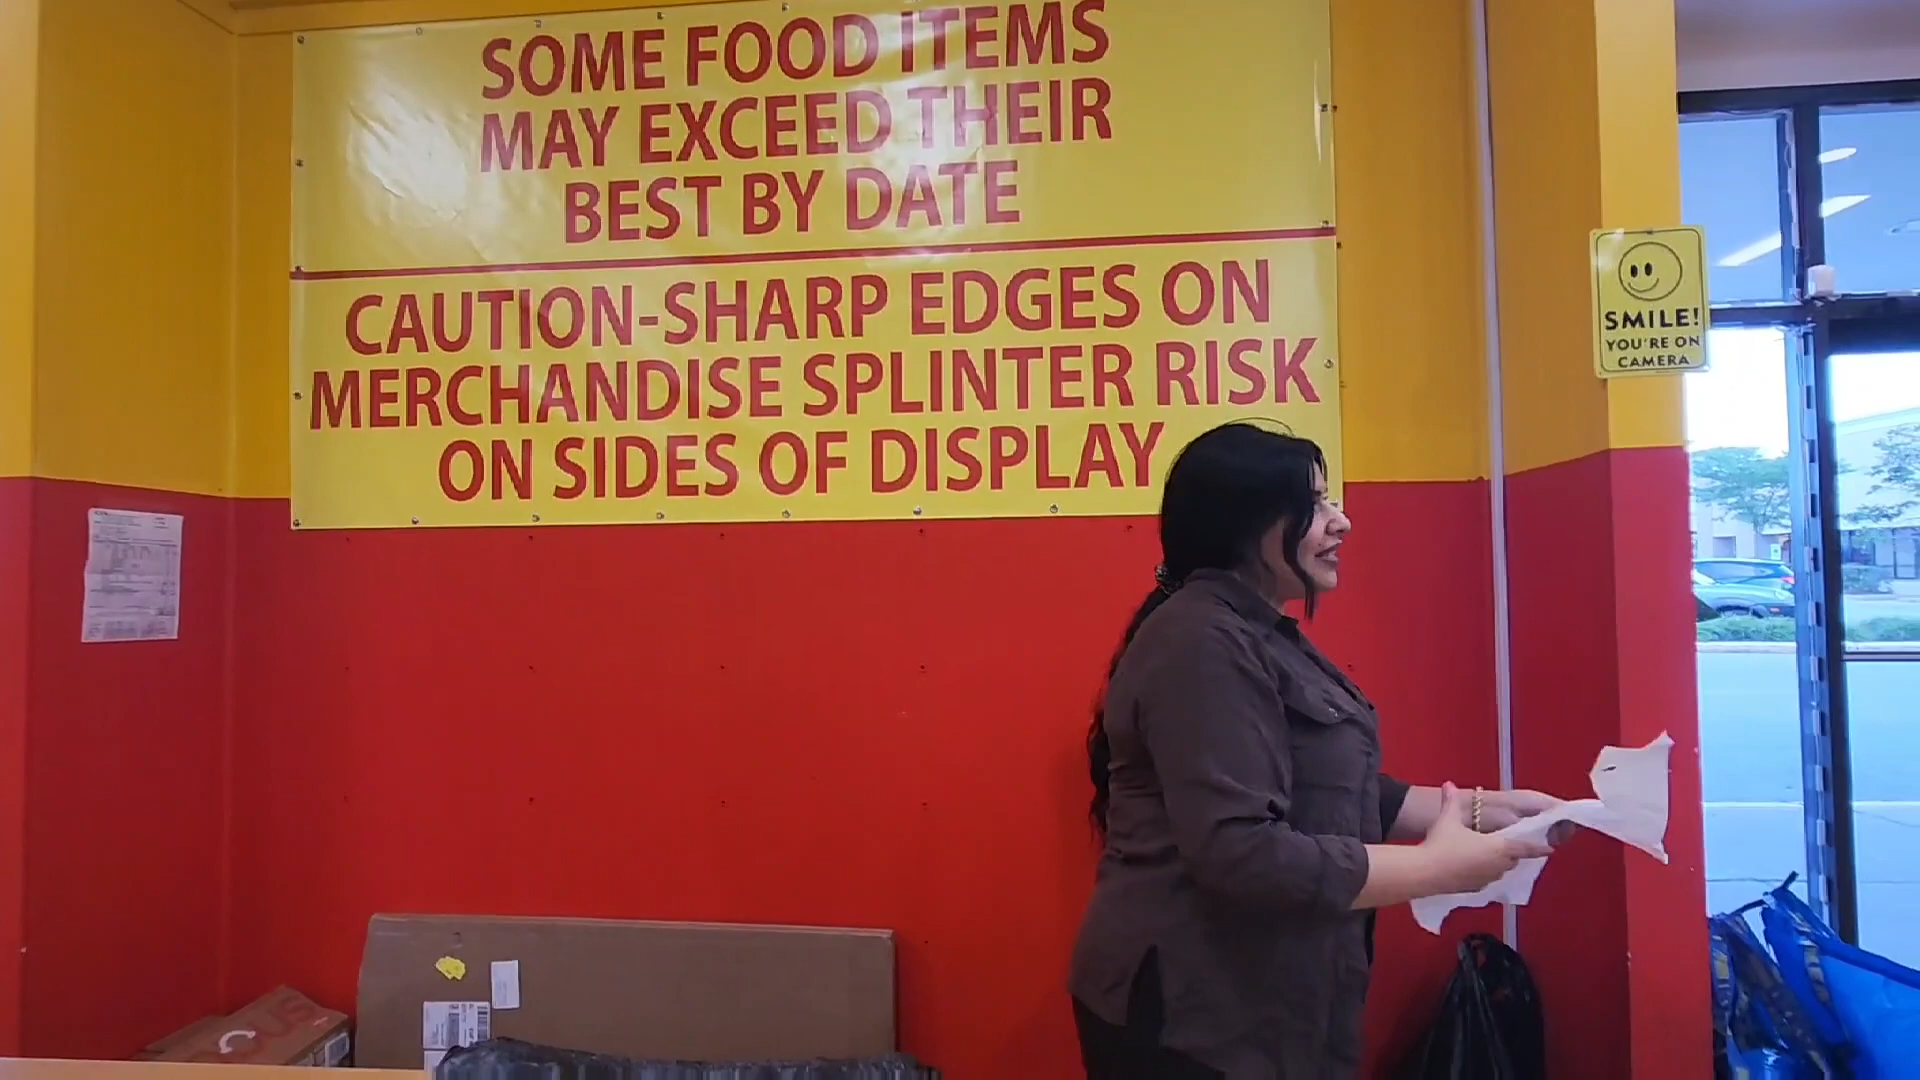 SOME FOOD ITEMS
MAY EXCEED THEIR
BEST BY DATE
CAUTION-SHARP EDGES ON
MERCHANDISE SPLINTER RISK
ON SIDES OF DISPLAY
SMILE!
YOU'RE ON
CAMERA